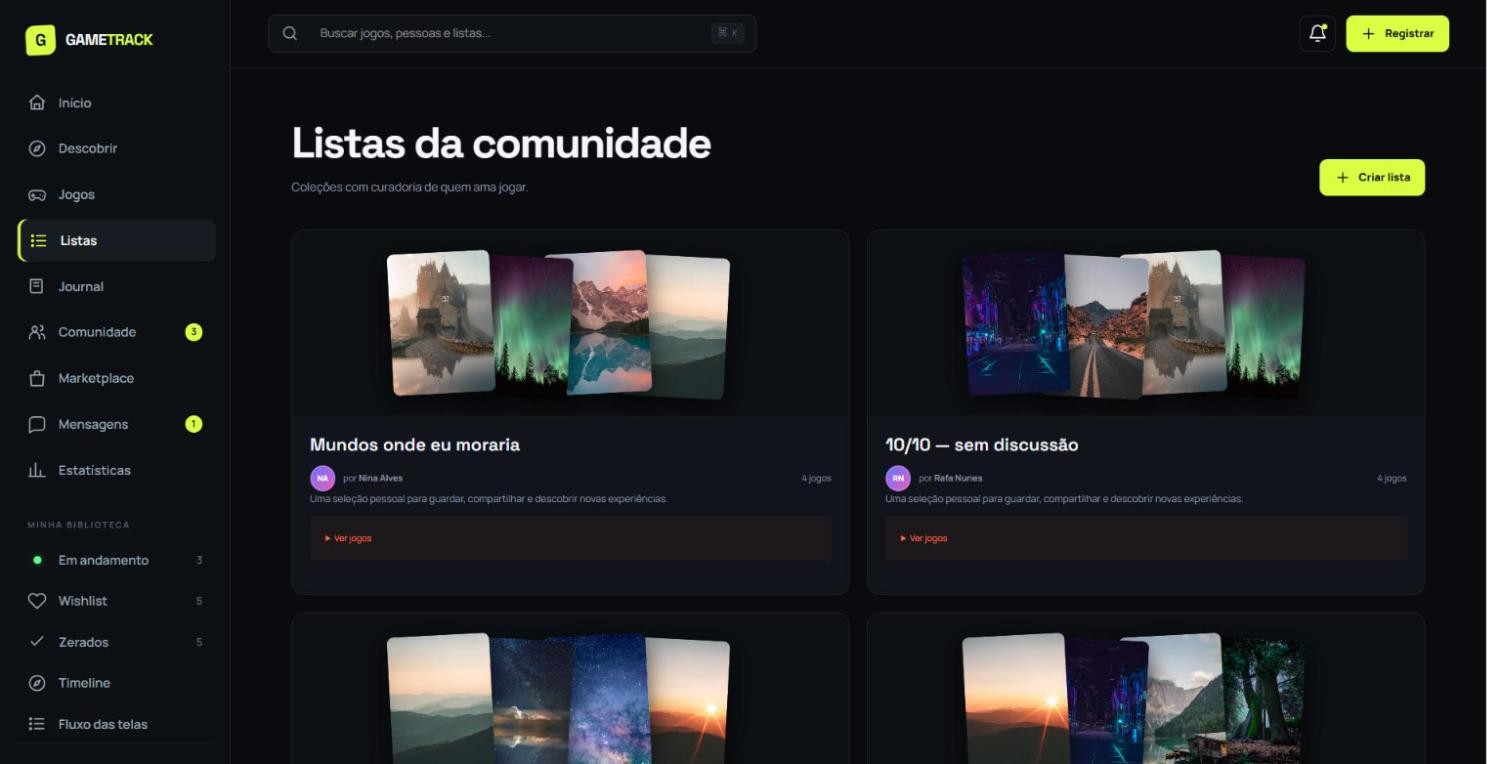 G GAMETRACK
Buscar jogos, pessoas e listas...
⌘ K
Registrar
Início
Descobrir
Jogos
Listas
Journal
Comunidade 3
Marketplace
Mensagens 1
Estatísticas
MINHA BIBLIOTECA
Em andamento 3
Wishlist 5
Zerados 5
Timeline
Fluxo das telas
Listas da comunidade
Coleções com curadoria de quem ama jogar.
Criar lista
Mundos onde eu moraria
NA por Nina Alves 4 jogos
Uma seleção pessoal para guardar, compartilhar e descobrir novas experiências.
Ver jogos
10/10 — sem discussão
RN por Rafa Nunes 4 jogos
Uma seleção pessoal para guardar, compartilhar e descobrir novas experiências.
Ver jogos